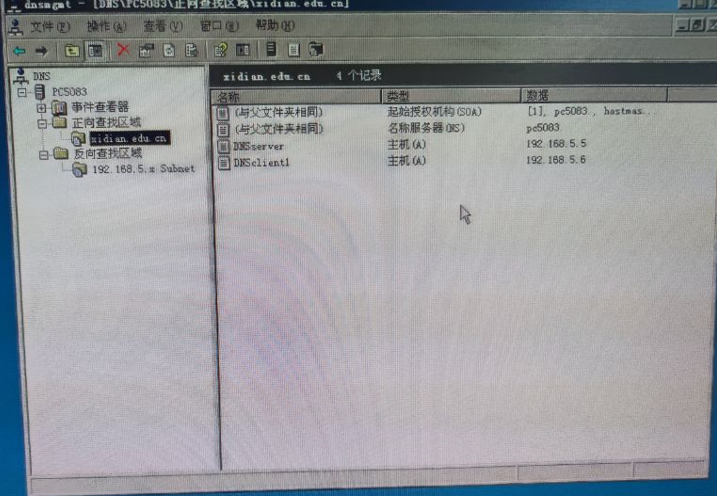 dnsmgmt - [DNS\PC5083\正向查找区域\xidian.edu.cn]
文件(F) 操作(A) 查看(V) 窗口(W) 帮助(H)
DNS
PC5083
事件查看器
正向查找区域
xidian.edu.cn
反向查找区域
192.168.5.x Subnet
xidian.edu.cn 4 个记录
名称 类型 数据
(与父文件夹相同) 起始授权机构(SOA) [1], pc5083., hostmas...
(与父文件夹相同) 名称服务器(NS) pc5083
DNSserver 主机(A) 192.168.5.5
DNSclient1 主机(A) 192.168.5.6